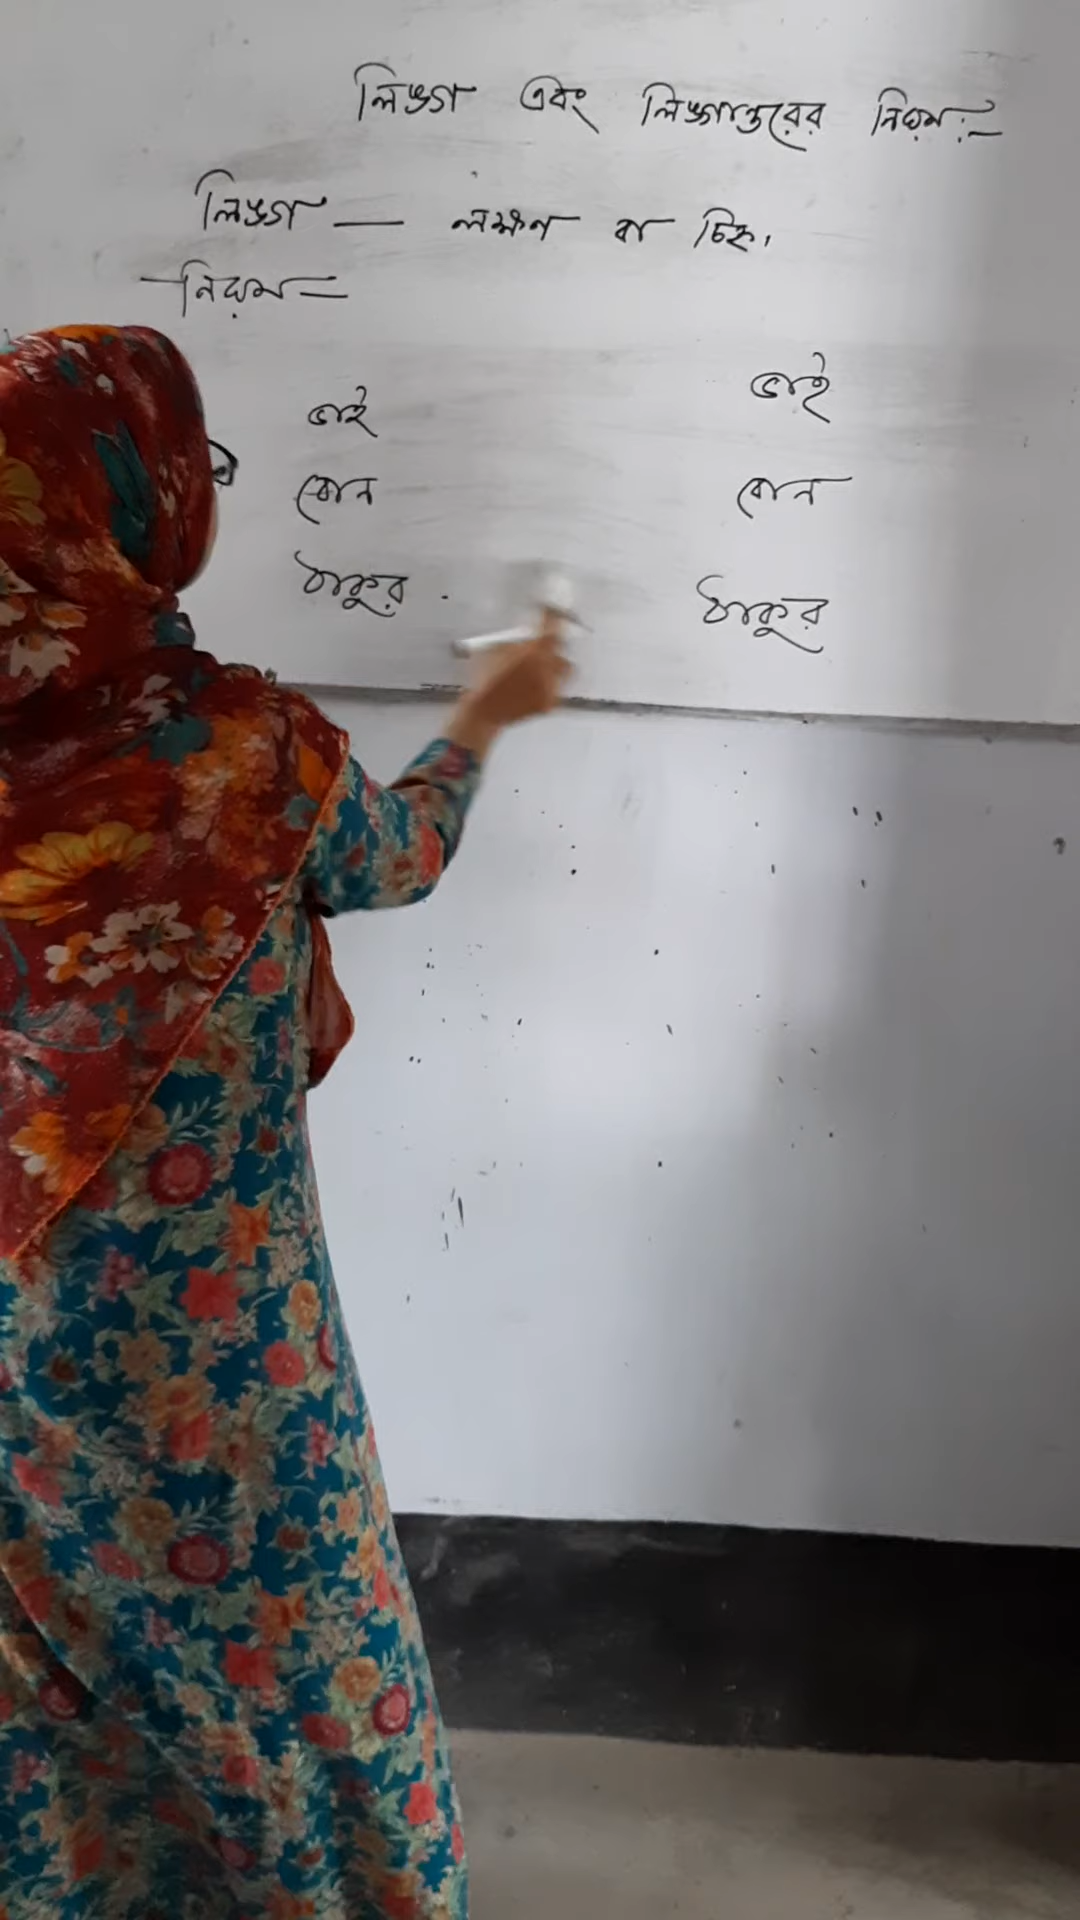 লিঙ্গ এবং লিঙ্গান্তরের নিয়ম :-
লিঙ্গ — লক্ষণ বা চিহ্ন।
নিয়ম —
ভাই ভাই
বোন বোন
ঠাকুর ঠাকুর